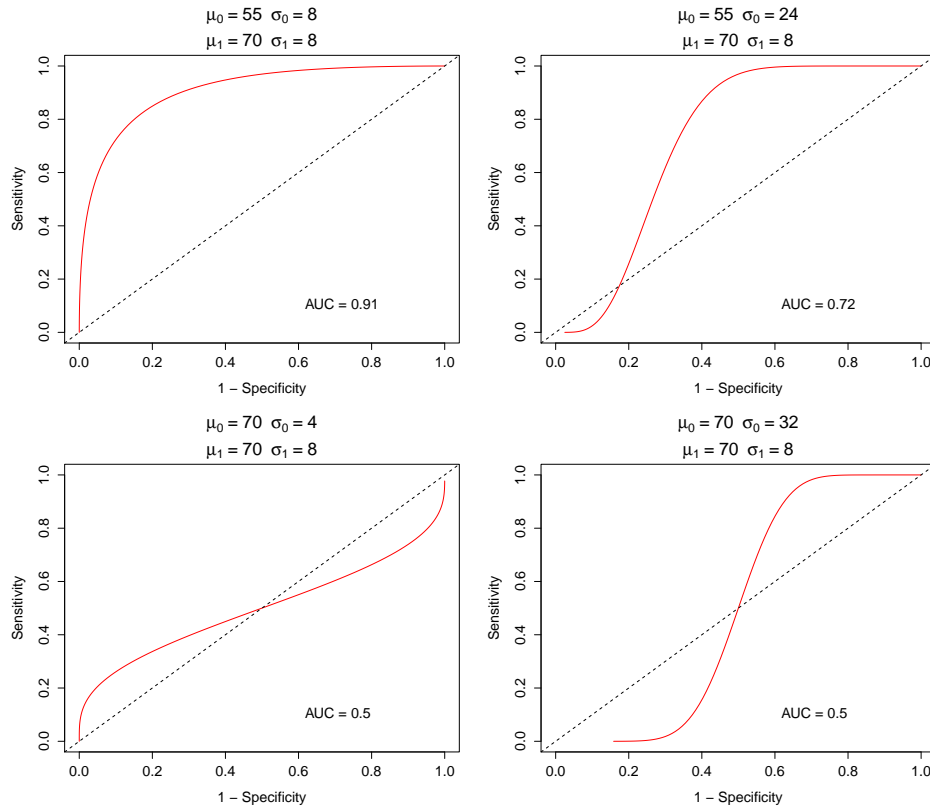 μ₀ = 55 σ₀ = 8
μ₁ = 70 σ₁ = 8
Sensitivity
1.0
0.8
0.6
0.4
0.2
0.0
AUC = 0.91
0.0 0.2 0.4 0.6 0.8 1.0
1 − Specificity
μ₀ = 55 σ₀ = 24
μ₁ = 70 σ₁ = 8
Sensitivity
1.0
0.8
0.6
0.4
0.2
0.0
AUC = 0.72
0.0 0.2 0.4 0.6 0.8 1.0
1 − Specificity
μ₀ = 70 σ₀ = 4
μ₁ = 70 σ₁ = 8
Sensitivity
1.0
0.8
0.6
0.4
0.2
0.0
AUC = 0.5
0.0 0.2 0.4 0.6 0.8 1.0
1 − Specificity
μ₀ = 70 σ₀ = 32
μ₁ = 70 σ₁ = 8
Sensitivity
1.0
0.8
0.6
0.4
0.2
0.0
AUC = 0.5
0.0 0.2 0.4 0.6 0.8 1.0
1 − Specificity